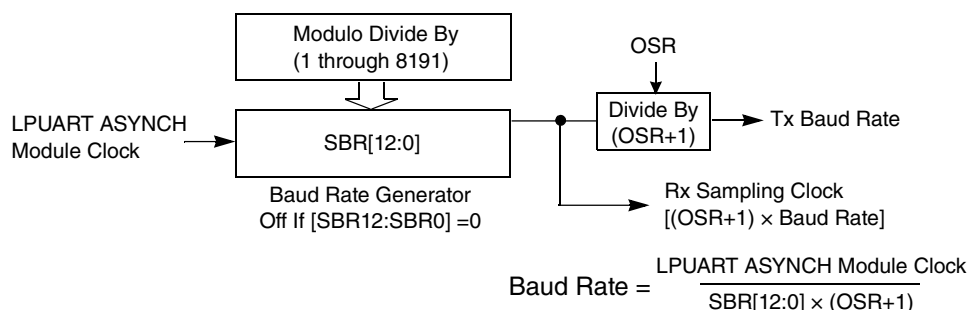 Modulo Divide By
(1 through 8191)
OSR
LPUART ASYNCH
Module Clock
SBR[12:0]
Divide By
(OSR+1)
Tx Baud Rate
Baud Rate Generator
Off If [SBR12:SBR0] =0
Rx Sampling Clock
[(OSR+1) × Baud Rate]
Baud Rate =
LPUART ASYNCH Module Clock
SBR[12:0] × (OSR+1)